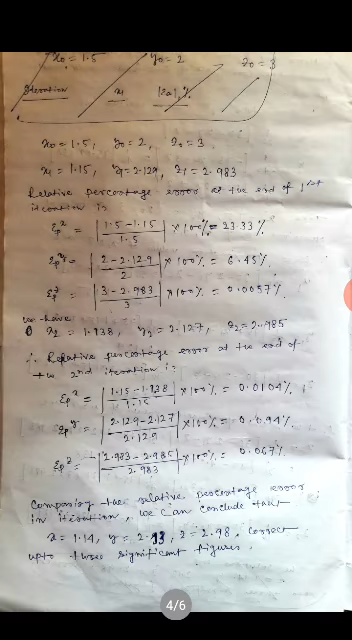 x₀ = 1.5 y₀ = 2 z₀ = 3
Iteration x₁ |εa|,%
x₀ = 1.5, y₀ = 2, z₀ = 3
x₁ = 1.15, y₁ = 2.129, z₁ = 2.983
Relative percentage error at the end of 1st
iteration is
εₚˣ = |1.5 - 1.15 / 1.5| × 100% = 23.33%
εₚʸ = |2 - 2.129 / 2| × 100% = 6.45%
εₚᶻ = |3 - 2.983 / 3| × 100% = 0.0057%
we have
x₂ = 1.138, y₂ = 2.127, z₂ = 2.985
∴ Relative percentage error at the end of
the 2nd iteration is
εₚˣ = |1.15 - 1.138 / 1.15| × 100% = 0.0104%
εₚʸ = |2.129 - 2.127 / 2.129| × 100% = 0.094%
εₚᶻ = |2.983 - 2.985 / 2.983| × 100% = 0.067%
Comparing the relative percentage error
in iteration, we can conclude that
x = 1.14, y = 2.13, z = 2.98. correct
upto three significant figures.
4/6